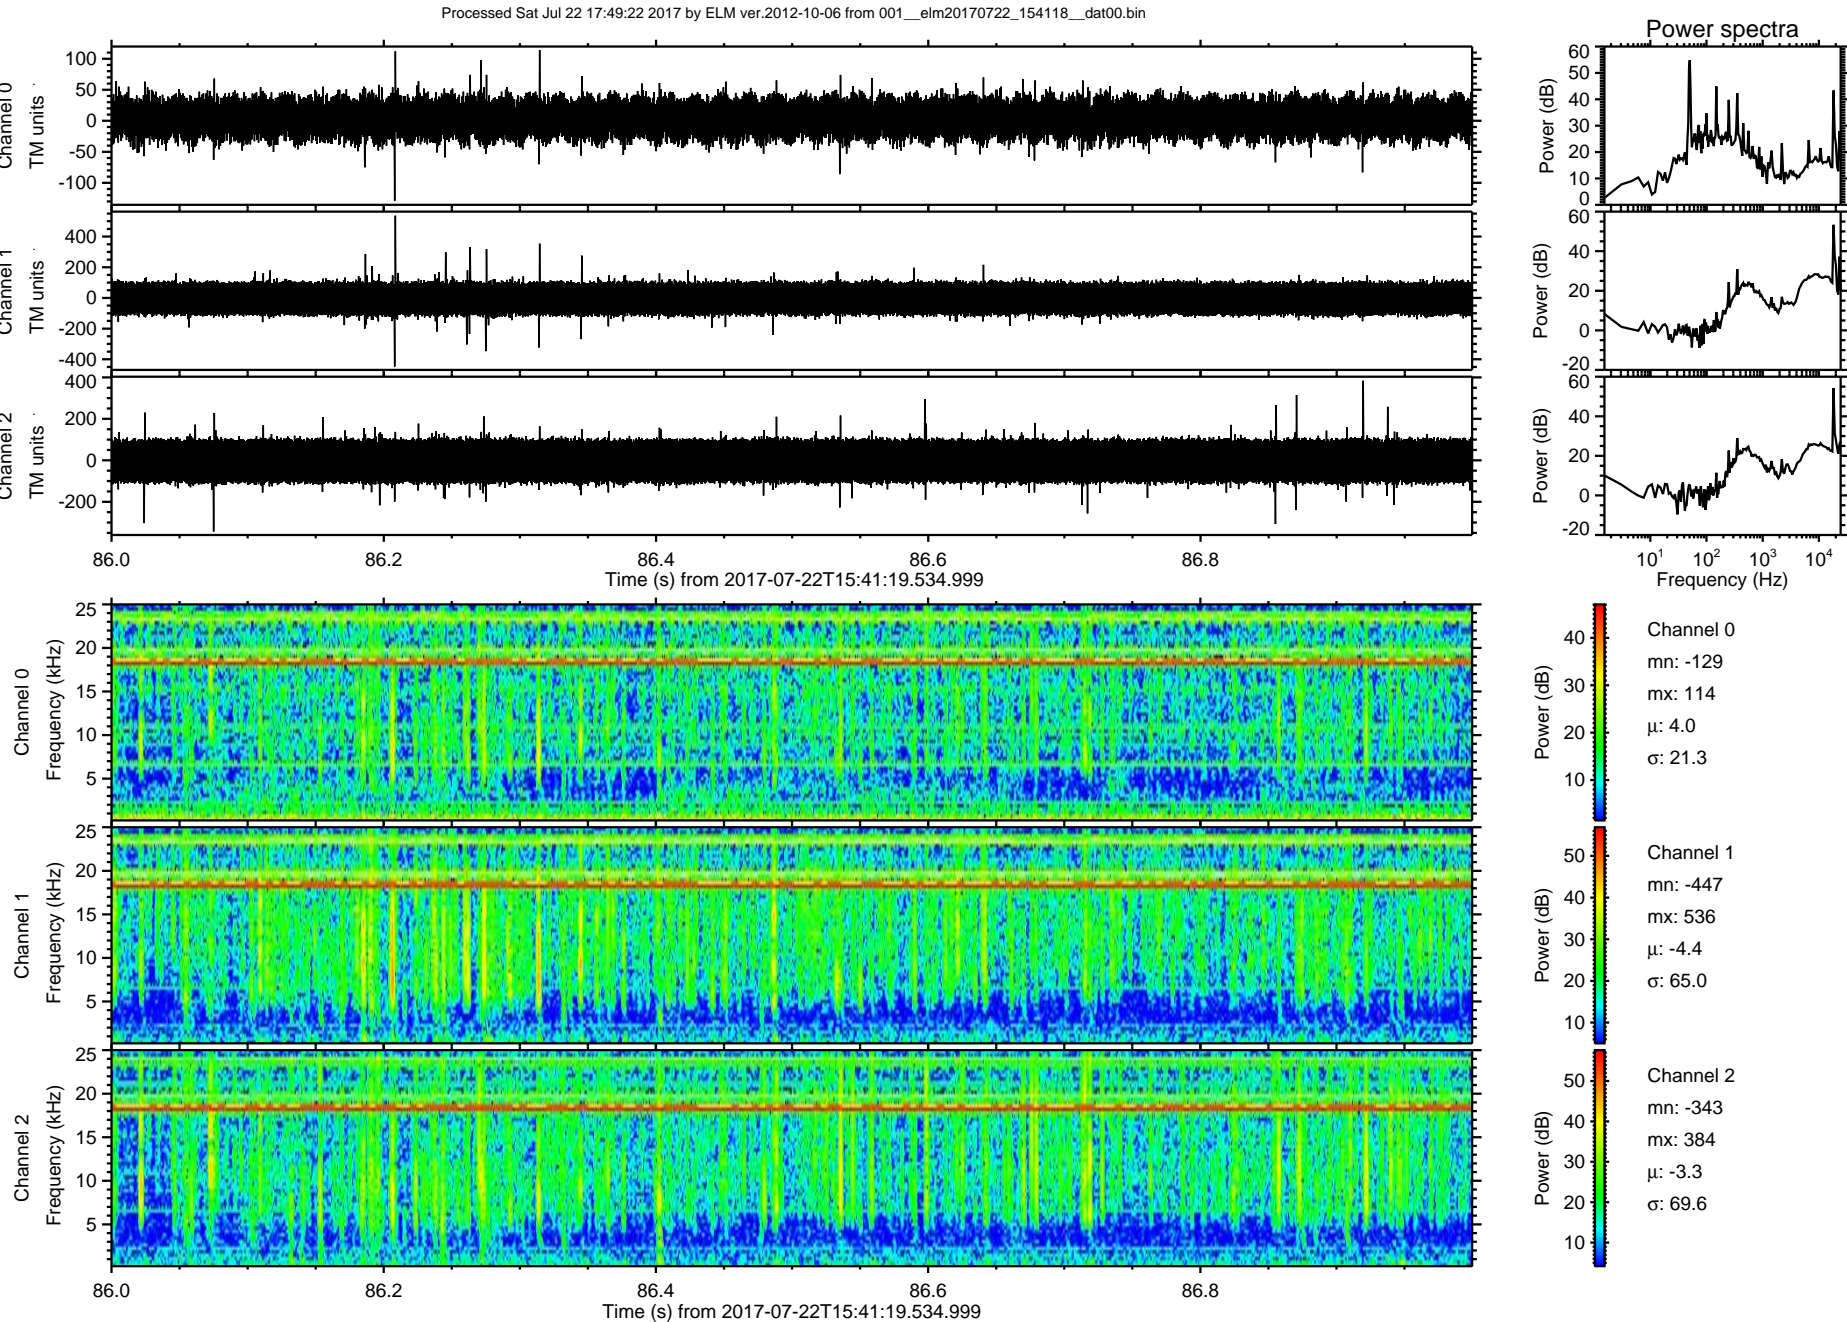 Processed Sat Jul 22 17:49:22 2017 by ELM ver.2012-10-06 from 001__elm20170722_154118__dat00.bin
Power spectra
Channel 0
TM units
100
50
0
-50
-100
Power (dB)
60
50
40
30
20
10
0
Channel 1
TM units
400
200
0
-200
-400
Power (dB)
60
40
20
0
-20
Channel 2
TM units
400
200
0
-200
Power (dB)
60
40
20
0
-20
86.0 86.2 86.4 86.6 86.8
Time (s) from 2017-07-22T15:41:19.534.999
10¹ 10² 10³ 10⁴
Frequency (Hz)
Channel 0
Frequency (kHz)
25
20
15
10
5
Power (dB)
40
30
20
10
Channel 0
mn: -129
mx: 114
μ: 4.0
σ: 21.3
Channel 1
Frequency (kHz)
25
20
15
10
5
Power (dB)
50
40
30
20
10
Channel 1
mn: -447
mx: 536
μ: -4.4
σ: 65.0
Channel 2
Frequency (kHz)
25
20
15
10
5
Power (dB)
50
40
30
20
10
Channel 2
mn: -343
mx: 384
μ: -3.3
σ: 69.6
86.0 86.2 86.4 86.6 86.8
Time (s) from 2017-07-22T15:41:19.534.999